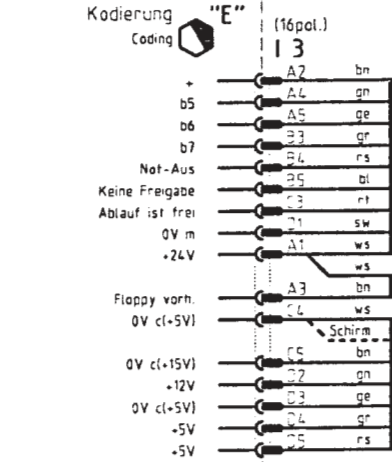 Kodierung "E" (16pol.)
Coding I 3
+ A2 bn
b5 A4 gn
b6 A5 ge
b7 B3 gr
Not-Aus B4 rs
Keine Freigabe B5 bl
Ablauf ist frei C3 rt
0V m D1 sw
+24V A1 ws
ws
Floppy vorh. A3 bn
0V c(+5V) C4 ws
Schirm
0V c(+15V) C5 bn
+12V D2 gn
0V c(+5V) D3 ge
+5V D4 gr
+5V D5 rs